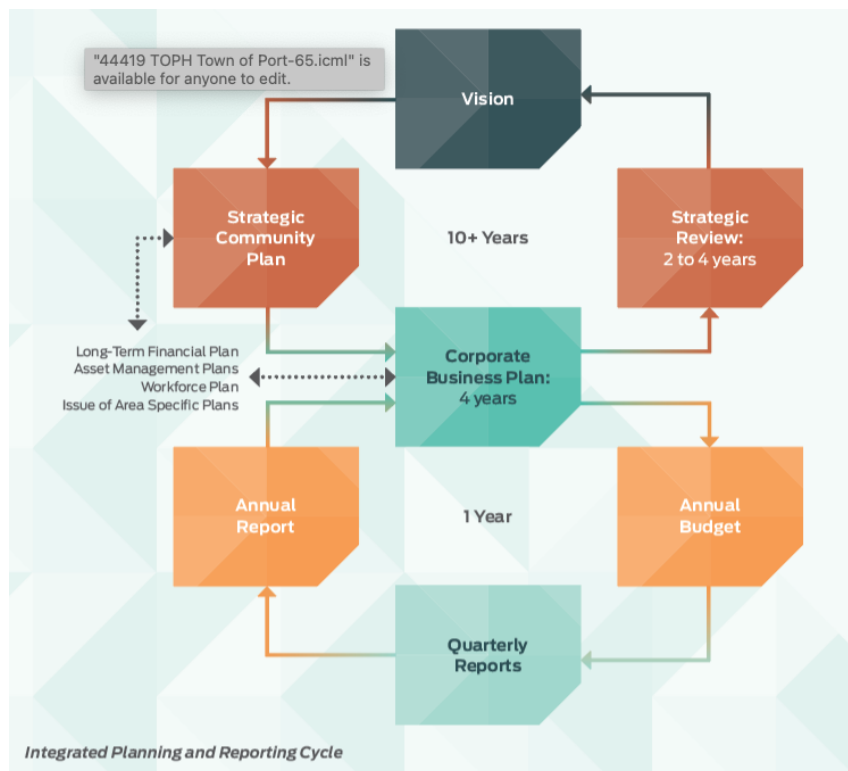 "44419 TOPH Town of Port-65.icml" is
available for anyone to edit.
Vision
Strategic
Community
Plan
10+ Years
Strategic
Review:
2 to 4 years
Long-Term Financial Plan
Asset Management Plans
Workforce Plan
Issue of Area Specific Plans
Corporate
Business Plan:
4 years
Annual
Report
1 Year
Annual
Budget
Quarterly
Reports
Integrated Planning and Reporting Cycle